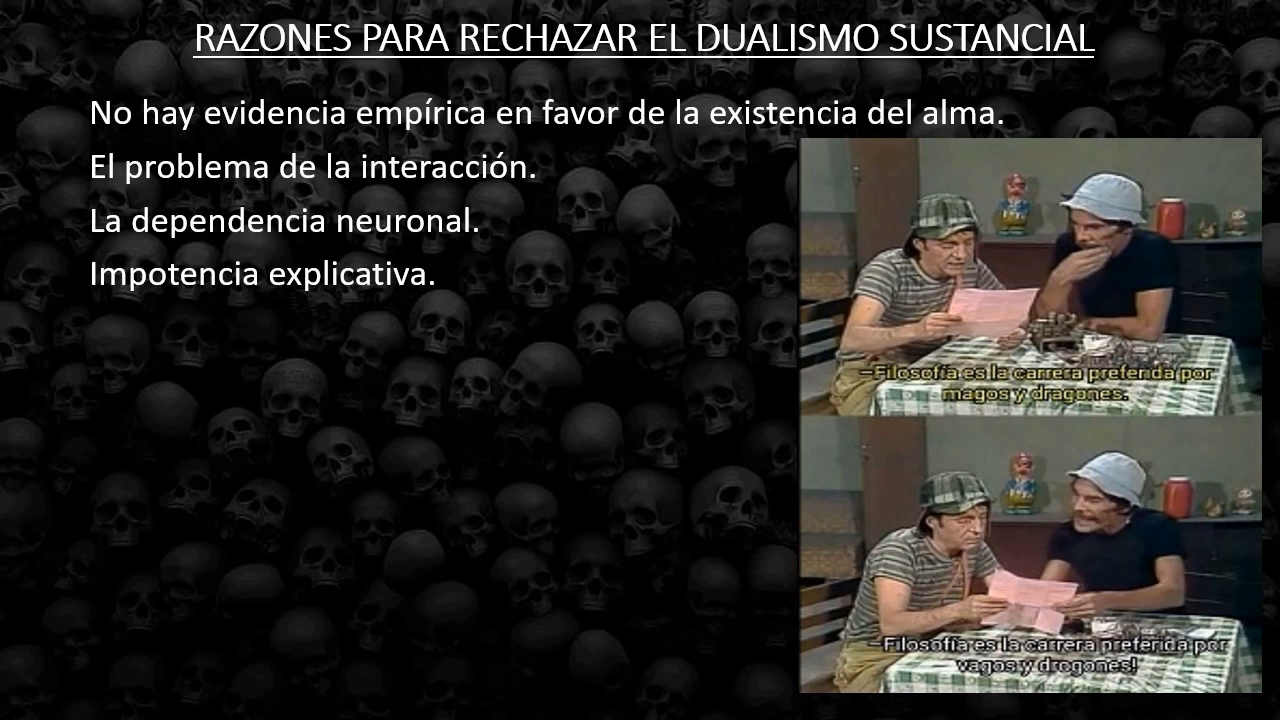 RAZONES PARA RECHAZAR EL DUALISMO SUSTANCIAL
No hay evidencia empírica en favor de la existencia del alma.
El problema de la interacción.
La dependencia neuronal.
Impotencia explicativa.
—Filosofía es la carrera preferida por
magos y dragones.
—Filosofía es la carrera preferida por
vagos y drogones!